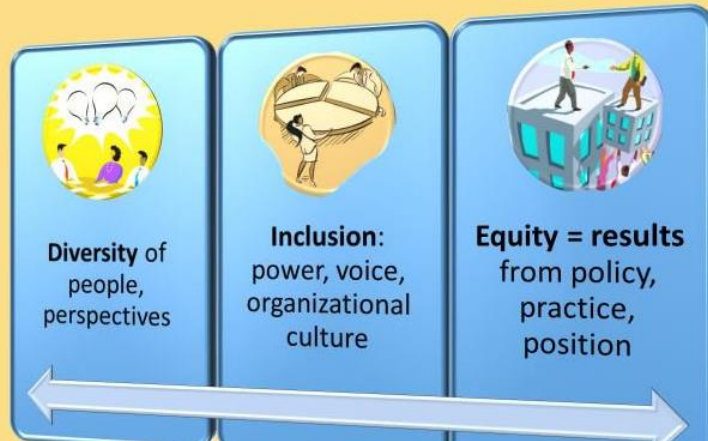 Diversity of
people,
perspectives
Inclusion:
power, voice,
organizational
culture
Equity = results
from policy,
practice,
position